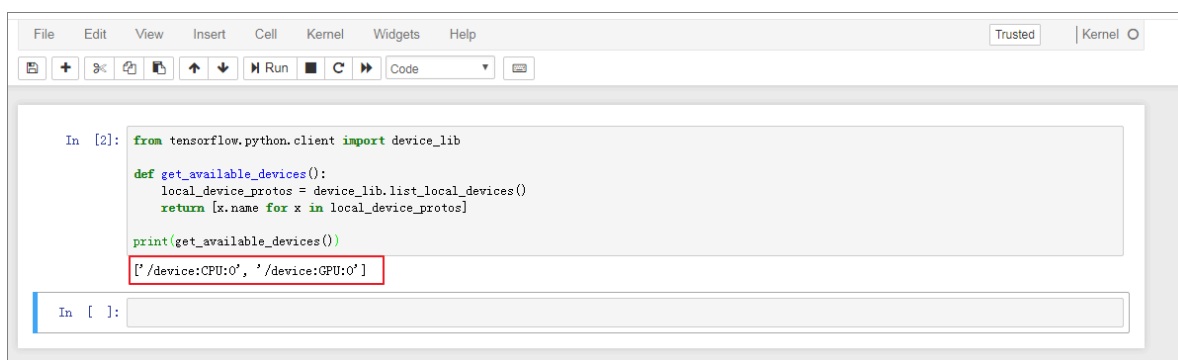 File Edit View Insert Cell Kernel Widgets Help Trusted Kernel
Run Code
In [2]: from tensorflow.python.client import device_lib
def get_available_devices():
    local_device_protos = device_lib.list_local_devices()
    return [x.name for x in local_device_protos]
print(get_available_devices())
['/device:CPU:0', '/device:GPU:0']
In [ ]: